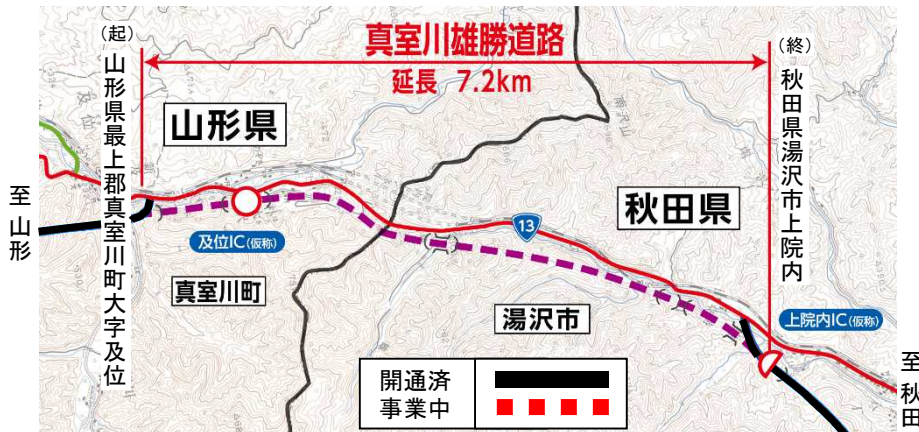 真室川雄勝道路
延長 7.2km
(起)
山形県最上郡真室川町大字及位
(終)
秋田県湯沢市上院内
山形県
秋田県
至 山形
13
及位IC(仮称)
真室川町
湯沢市
上院内IC(仮称)
至 秋田
開通済
事業中